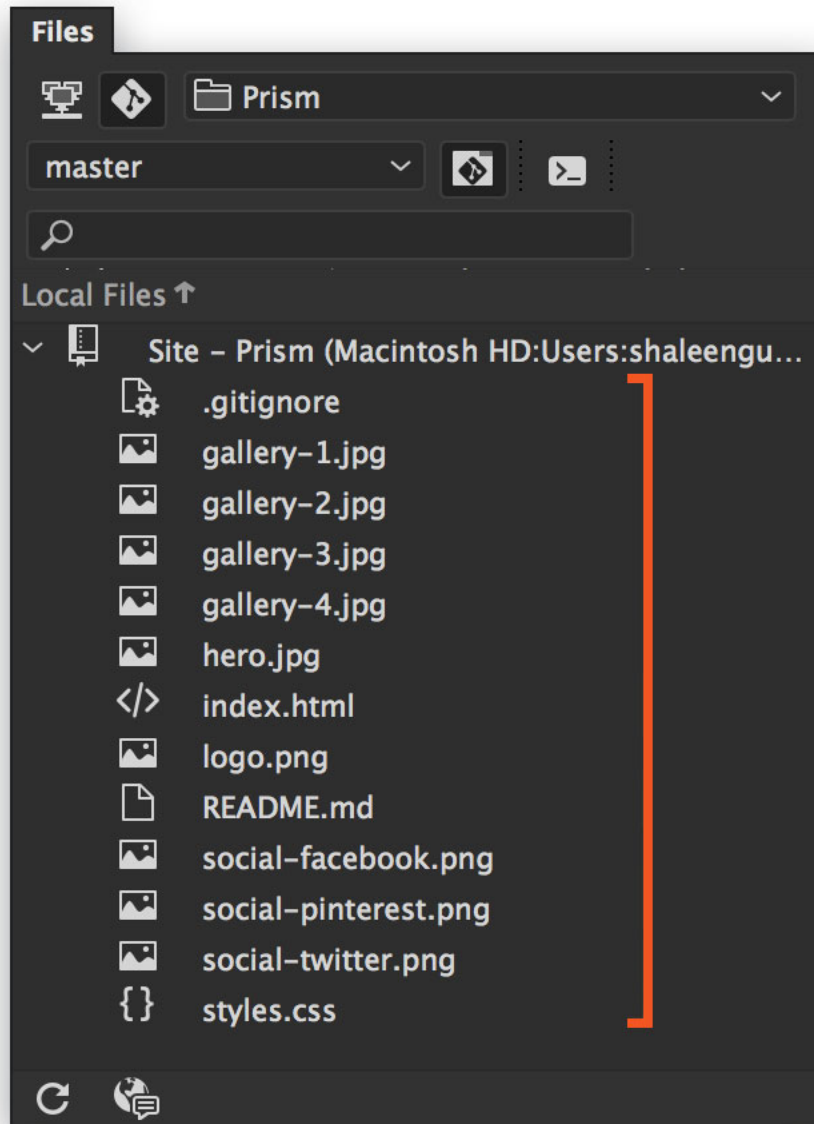 Files
Prism
master
Local Files ↑
Site – Prism (Macintosh HD:Users:shaleengu...
.gitignore
gallery-1.jpg
gallery-2.jpg
gallery-3.jpg
gallery-4.jpg
hero.jpg
index.html
logo.png
README.md
social-facebook.png
social-pinterest.png
social-twitter.png
styles.css